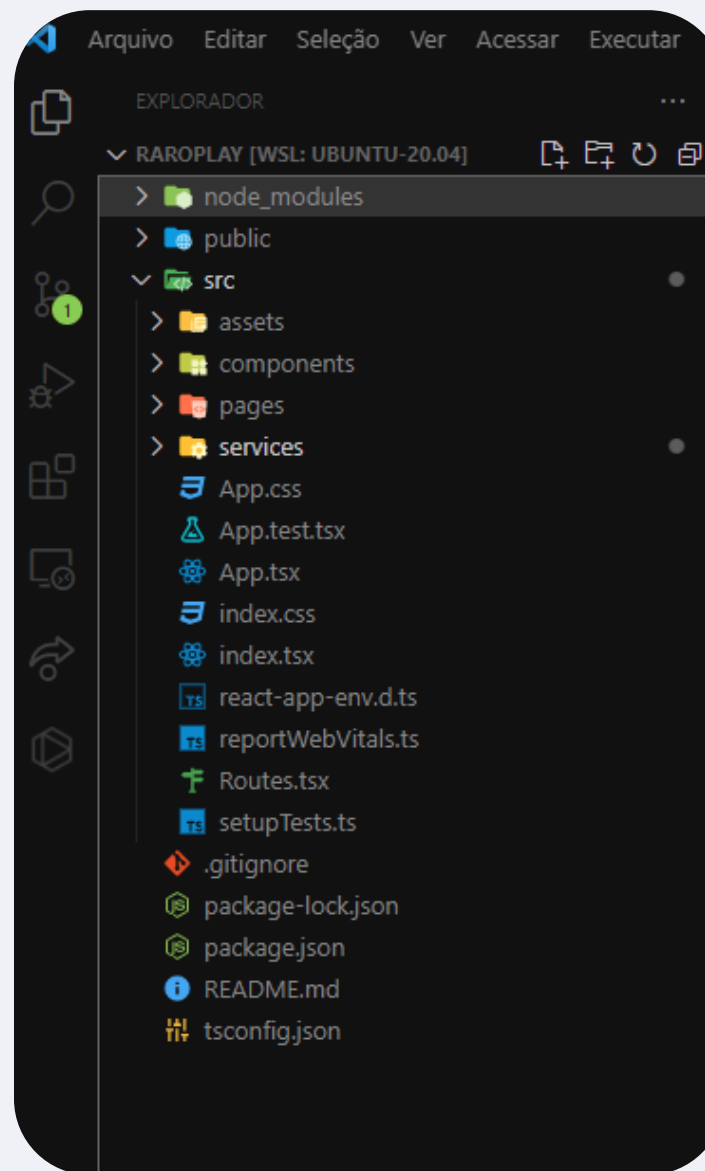 Arquivo Editar Seleção Ver Acessar Executar
EXPLORADOR
RAROPLAY [WSL: UBUNTU-20.04]
node_modules
public
src
1
assets
components
pages
services
App.css
App.test.tsx
App.tsx
index.css
index.tsx
react-app-env.d.ts
reportWebVitals.ts
Routes.tsx
setupTests.ts
.gitignore
package-lock.json
package.json
README.md
tsconfig.json